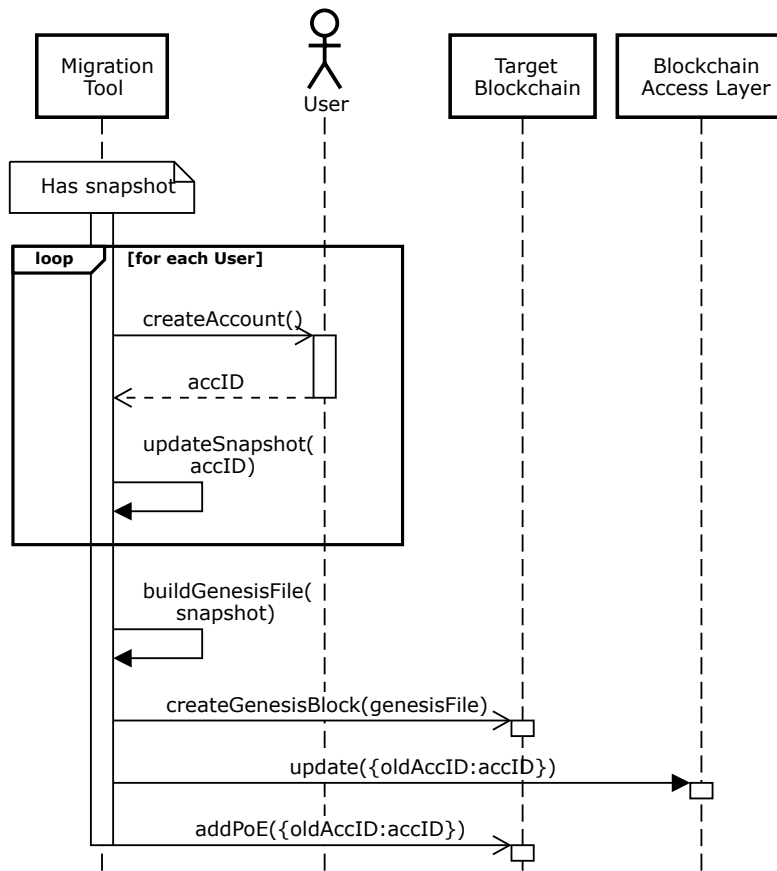 Migration
Tool
User
Target
Blockchain
Blockchain
Access Layer
Has snapshot
loop
[for each User]
createAccount()
accID
updateSnapshot(
accID)
buildGenesisFile(
snapshot)
createGenesisBlock(genesisFile)
update({oldAccID:accID})
addPoE({oldAccID:accID})